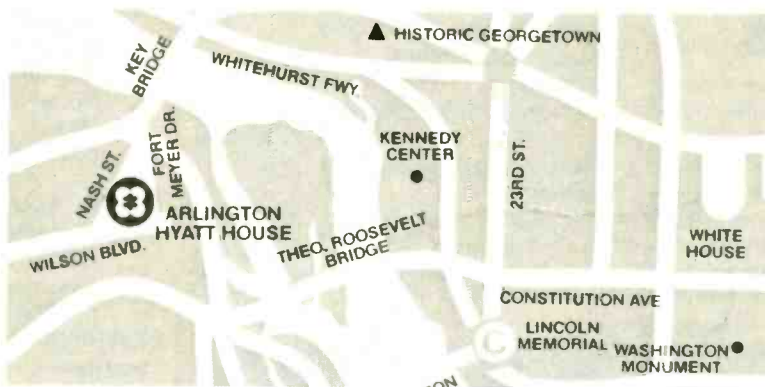 HISTORIC GEORGETOWN
KEY
BRIDGE
WHITEHURST FWY.
KENNEDY
CENTER
NASH ST.
FORT
MEYER DR.
23RD ST.
ARLINGTON
HYATT HOUSE
WILSON BLVD.
THEO. ROOSEVELT
BRIDGE
WHITE
HOUSE
CONSTITUTION AVE
LINCOLN
MEMORIAL
WASHINGTON
MONUMENT